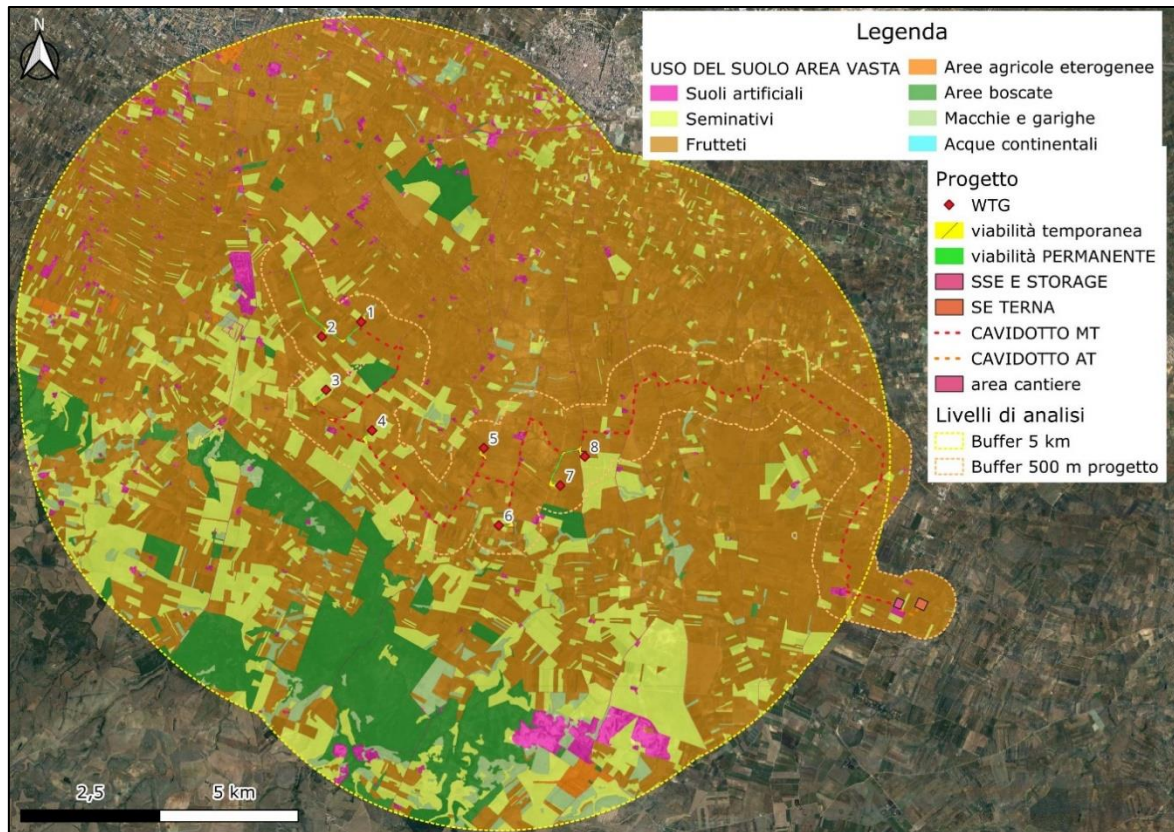 N
Legenda
USO DEL SUOLO AREA VASTA
Suoli artificiali
Seminativi
Frutteti
Aree agricole eterogenee
Aree boscate
Macchie e garighe
Acque continentali
Progetto
WTG
viabilità temporanea
viabilità PERMANENTE
SSE E STORAGE
SE TERNA
CAVIDOTTO MT
CAVIDOTTO AT
area cantiere
Livelli di analisi
Buffer 5 km
Buffer 500 m progetto
1
2
3
4
5
8
7
6
2,5 5 km